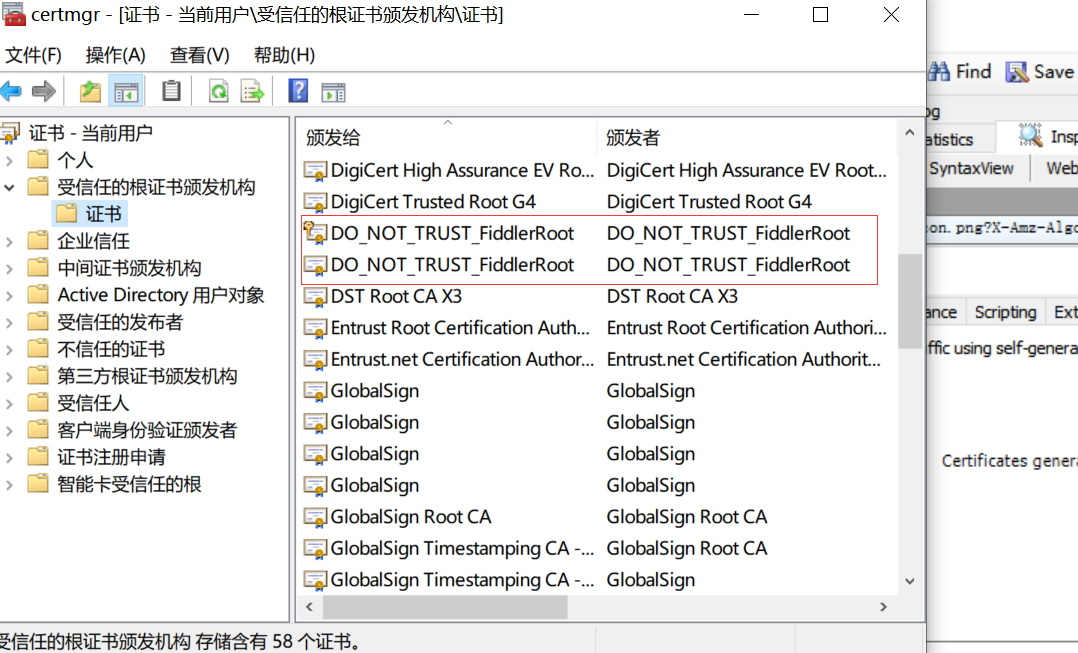 certmgr - [证书 - 当前用户\受信任的根证书颁发机构\证书]
文件(F) 操作(A) 查看(V) 帮助(H)
证书 - 当前用户
个人
受信任的根证书颁发机构
证书
企业信任
中间证书颁发机构
Active Directory 用户对象
受信任的发布者
不信任的证书
第三方根证书颁发机构
受信任人
客户端身份验证颁发者
证书注册申请
智能卡受信任的根
颁发给 颁发者
DigiCert High Assurance EV Ro... DigiCert High Assurance EV Root...
DigiCert Trusted Root G4 DigiCert Trusted Root G4
DO_NOT_TRUST_FiddlerRoot DO_NOT_TRUST_FiddlerRoot
DO_NOT_TRUST_FiddlerRoot DO_NOT_TRUST_FiddlerRoot
DST Root CA X3 DST Root CA X3
Entrust Root Certification Auth... Entrust Root Certification Authori...
Entrust.net Certification Author... Entrust.net Certification Authorit...
GlobalSign GlobalSign
GlobalSign GlobalSign
GlobalSign GlobalSign
GlobalSign GlobalSign
GlobalSign Root CA GlobalSign Root CA
GlobalSign Timestamping CA -... GlobalSign Root CA
GlobalSign Timestamping CA -... GlobalSign
受信任的根证书颁发机构 存储含有 58 个证书。
Find Save
og
atistics Insp
SyntaxView Web
con.png?X-Amz-Algo
ance Scripting Ext
ffic using self-genera
Certificates genera